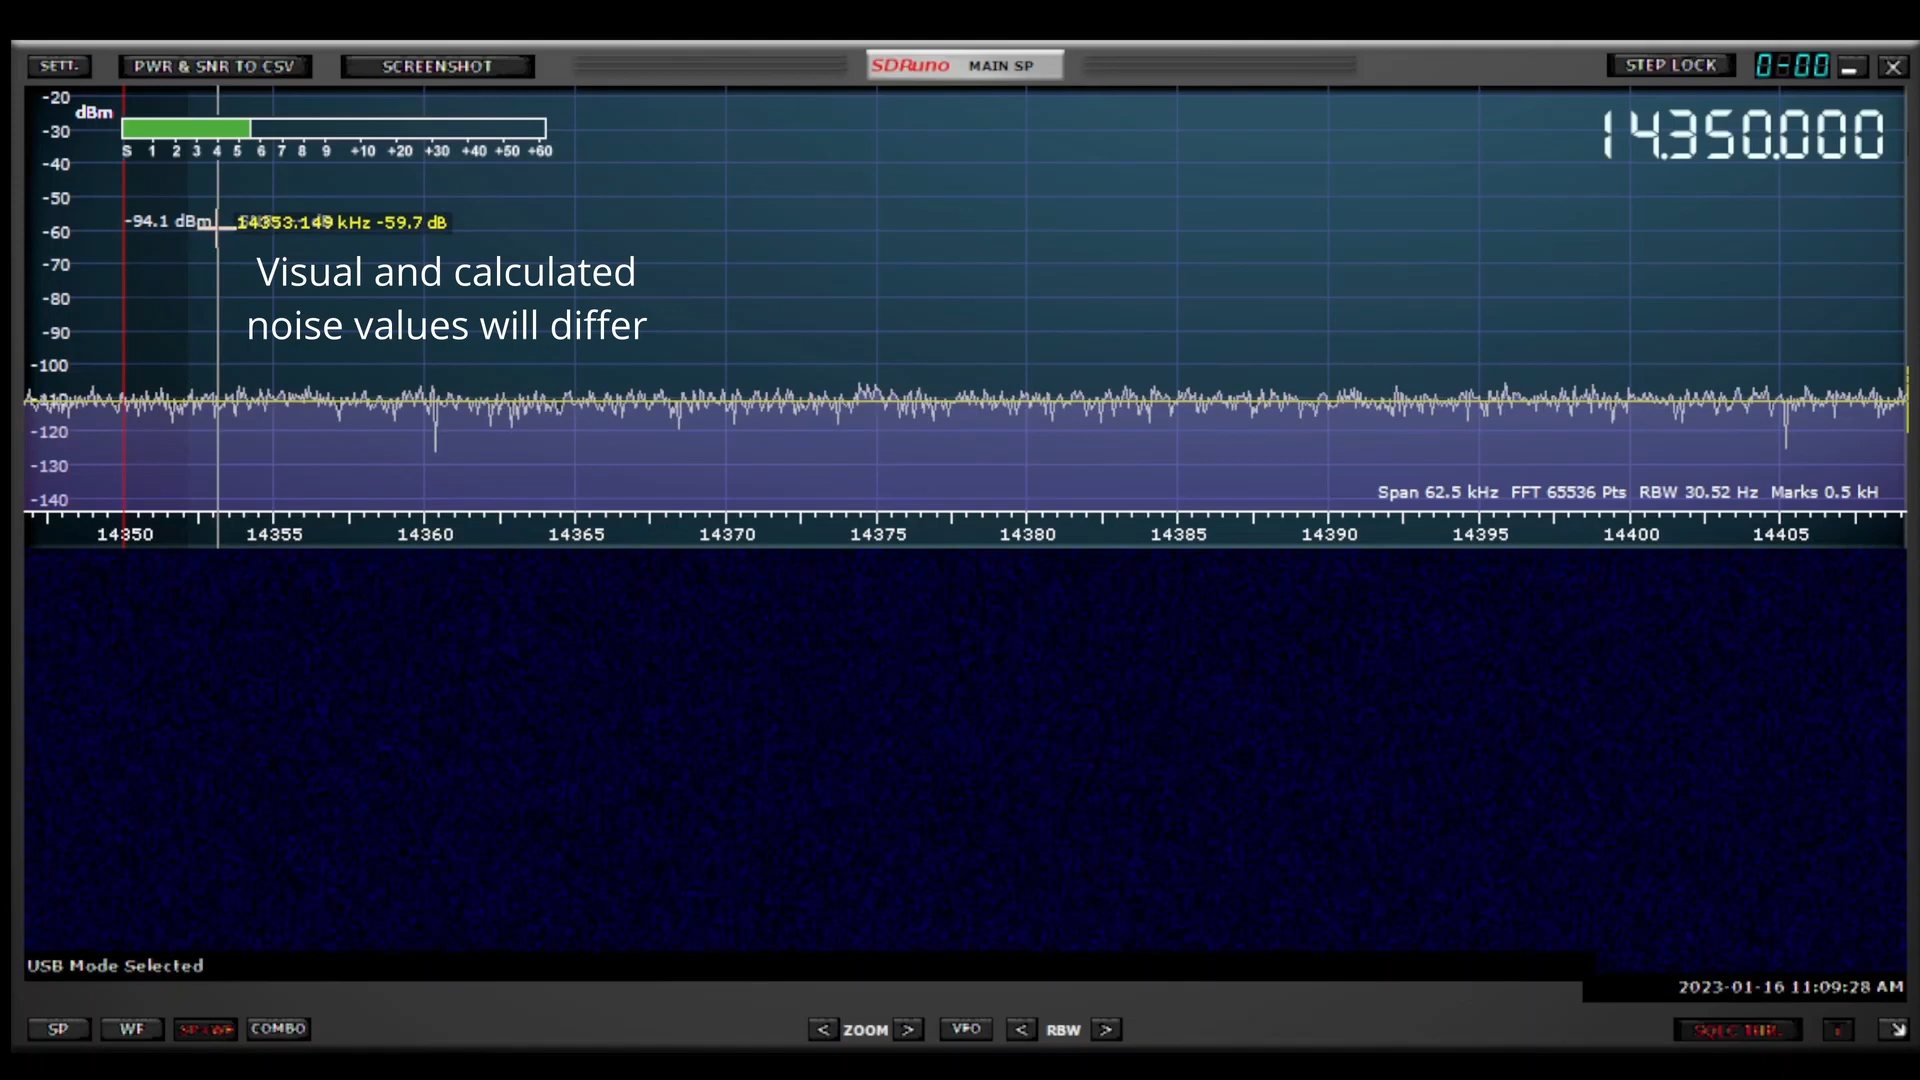 SETT. PWR & SNR TO CSV SCREENSHOT SDRuno MAIN SP STEP LOCK 0-00
-20
dBm
-30
S 1 2 3 4 5 6 7 8 9 +10 +20 +30 +40 +50 +60
14.350.000
-40
-50
-94.1 dBm 14353.149 kHz -59.7 dB
-60
-70
Visual and calculated
-80
noise values will differ
-90
-100
-110
-120
-130
-140
Span 62.5 kHz FFT 65536 Pts RBW 30.52 Hz Marks 0.5 kH
14350 14355 14360 14365 14370 14375 14380 14385 14390 14395 14400 14405
USB Mode Selected
2023-01-16 11:09:28 AM
SP WF SP+WF COMBO < ZOOM > VFO < RBW >